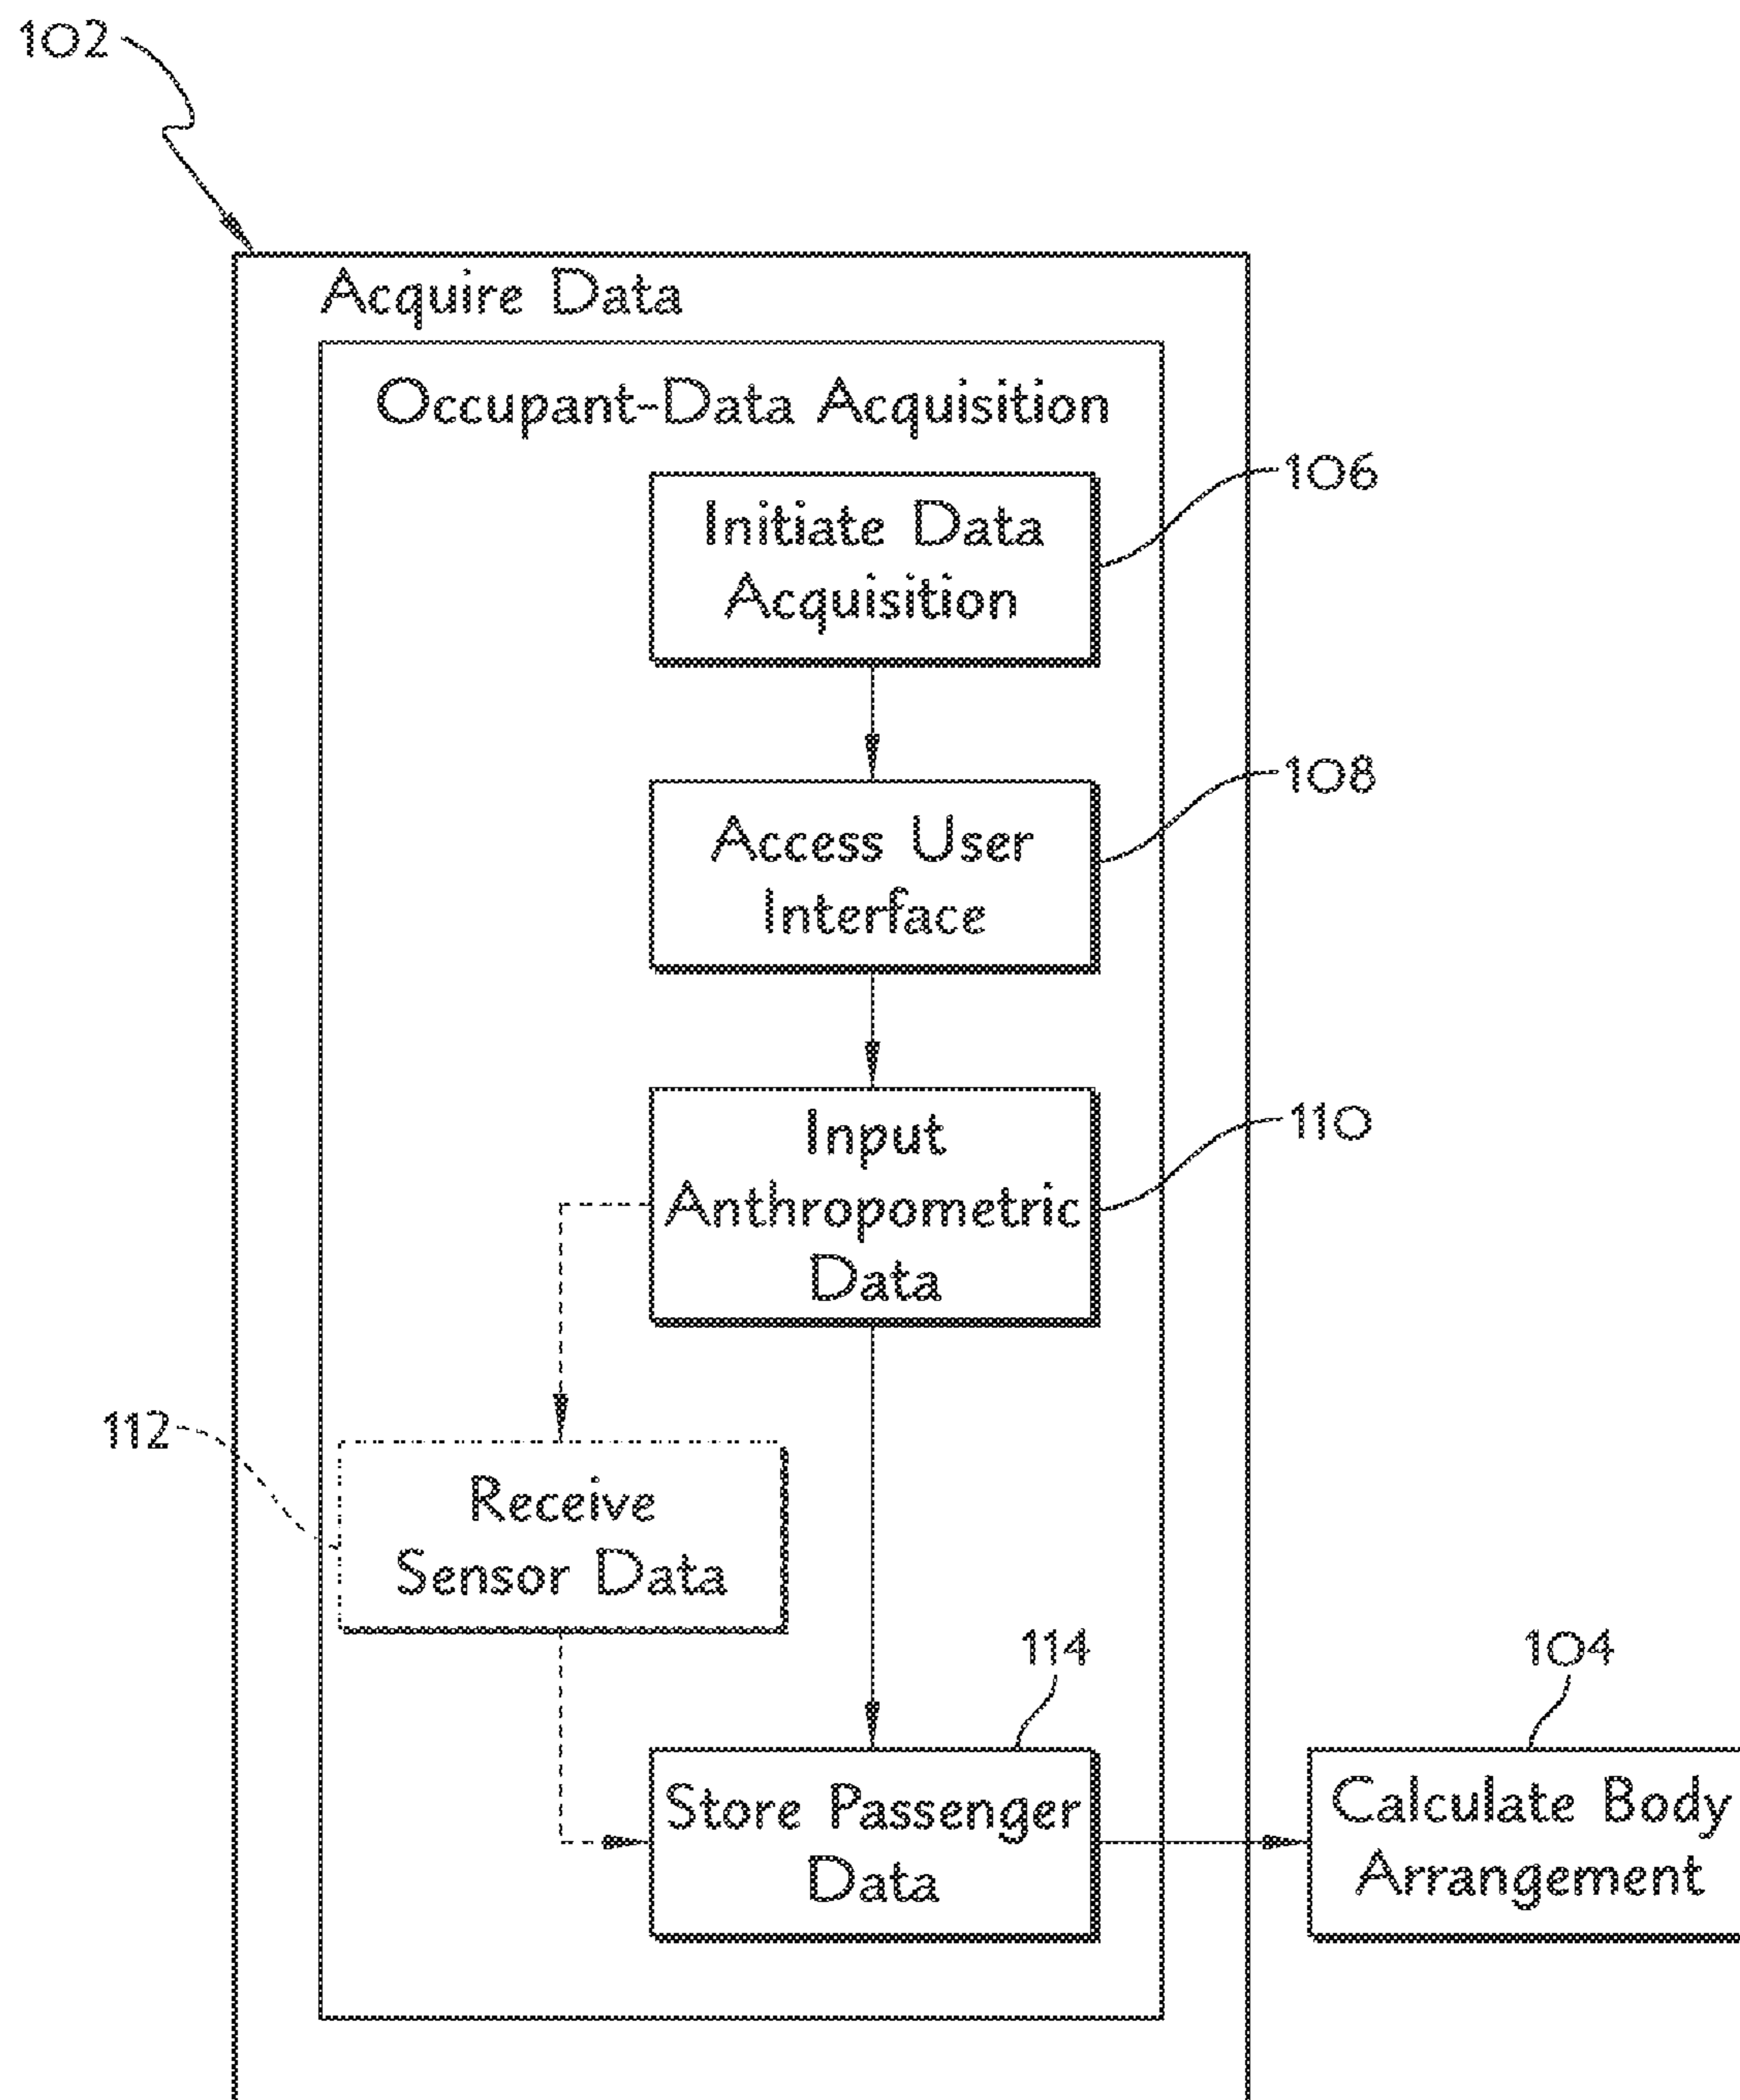 102
Acquire Data
Occupant-Data Acquisition
Initiate Data
Acquisition
106
Access User
Interface
108
Input
Anthropometric
Data
110
112
Receive
Sensor Data
114
Store Passenger
Data
104
Calculate Body
Arrangement